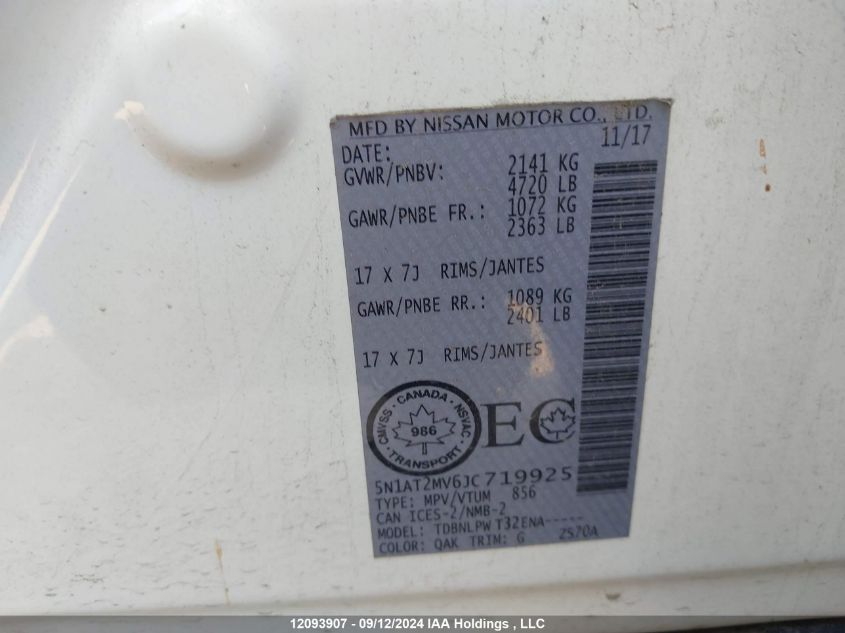 MFD BY NISSAN MOTOR CO., LTD.
DATE: 11/17
GVWR/PNBV: 2141 KG
4720 LB
GAWR/PNBE FR.: 1072 KG
2363 LB
17 X 7J RIMS/JANTES
GAWR/PNBE RR.: 1089 KG
2401 LB
17 X 7J RIMS/JANTES
CANADA · NSVAC · TRANSPORT · CMVSS ·
986
EC
5N1AT2MV6JC719925
TYPE: MPV/VTUM 856
CAN ICES-2/NMB-2
MODEL: TDBNLPW T32ENA-----
COLOR: QAK TRIM: G 2S70A
12093907 - 09/12/2024 IAA Holdings , LLC